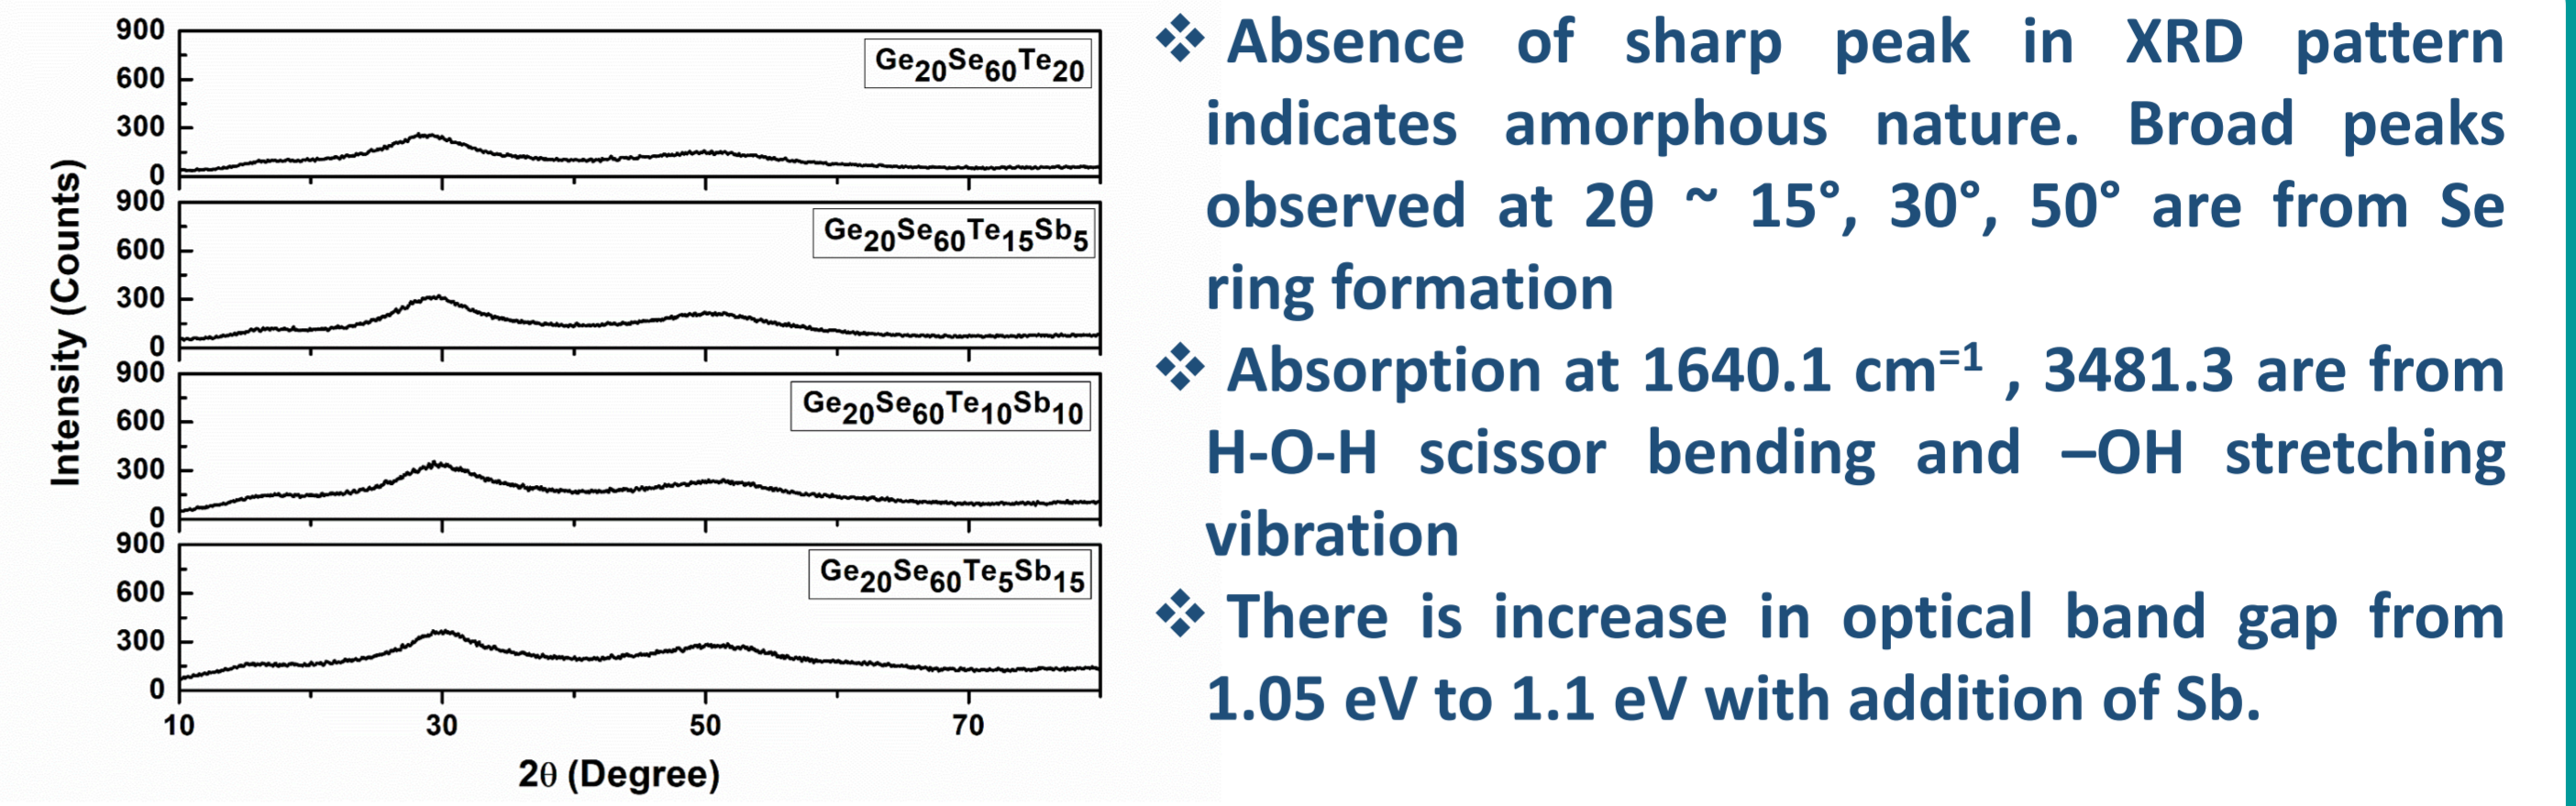 Intensity (Counts)
900
600
300
0
Ge20Se60Te20
900
600
300
0
Ge20Se60Te15Sb5
900
600
300
0
Ge20Se60Te10Sb10
900
600
300
0
Ge20Se60Te5Sb15
10 30 50 70
2θ (Degree)
❖ Absence of sharp peak in XRD pattern
indicates amorphous nature. Broad peaks
observed at 2θ ~ 15°, 30°, 50° are from Se
ring formation
❖ Absorption at 1640.1 cm⁼¹ , 3481.3 are from
H-O-H scissor bending and –OH stretching
vibration
❖ There is increase in optical band gap from
1.05 eV to 1.1 eV with addition of Sb.